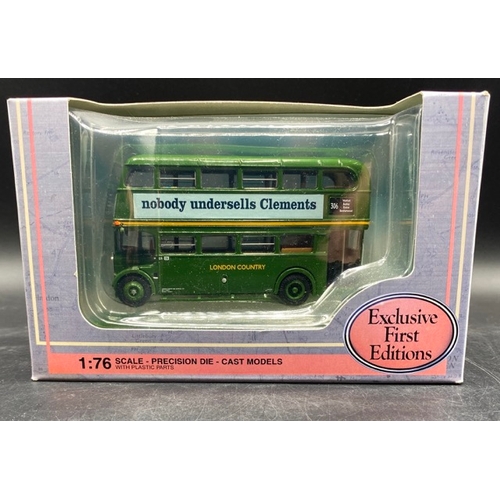 nobody undersells Clements
306
LONDON COUNTRY
Exclusive
First
Editions
1:76 SCALE - PRECISION DIE - CAST MODELS
WITH PLASTIC PARTS